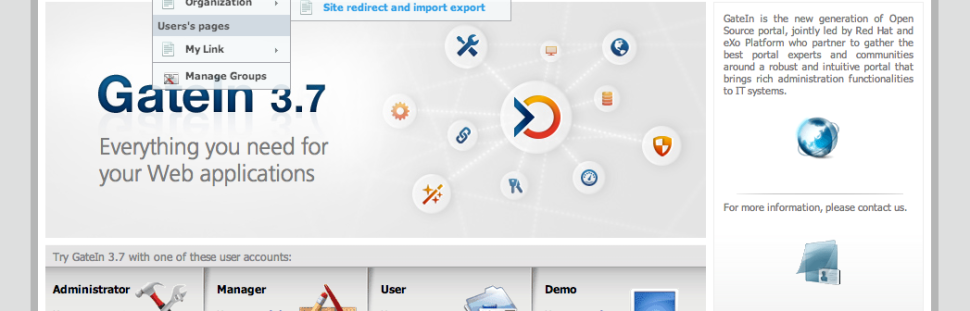 Organization
Site redirect and import export
Users's pages
My Link
Manage Groups
GateIn 3.7
Everything you need for
your Web applications
GateIn is the new generation of Open
Source portal, jointly led by Red Hat and
eXo Platform who partner to gather the
best portal experts and communities
around a robust and intuitive portal that
brings rich administration functionalities
to IT systems.
For more information, please contact us.
Try GateIn 3.7 with one of these user accounts:
Administrator
Manager
User
Demo